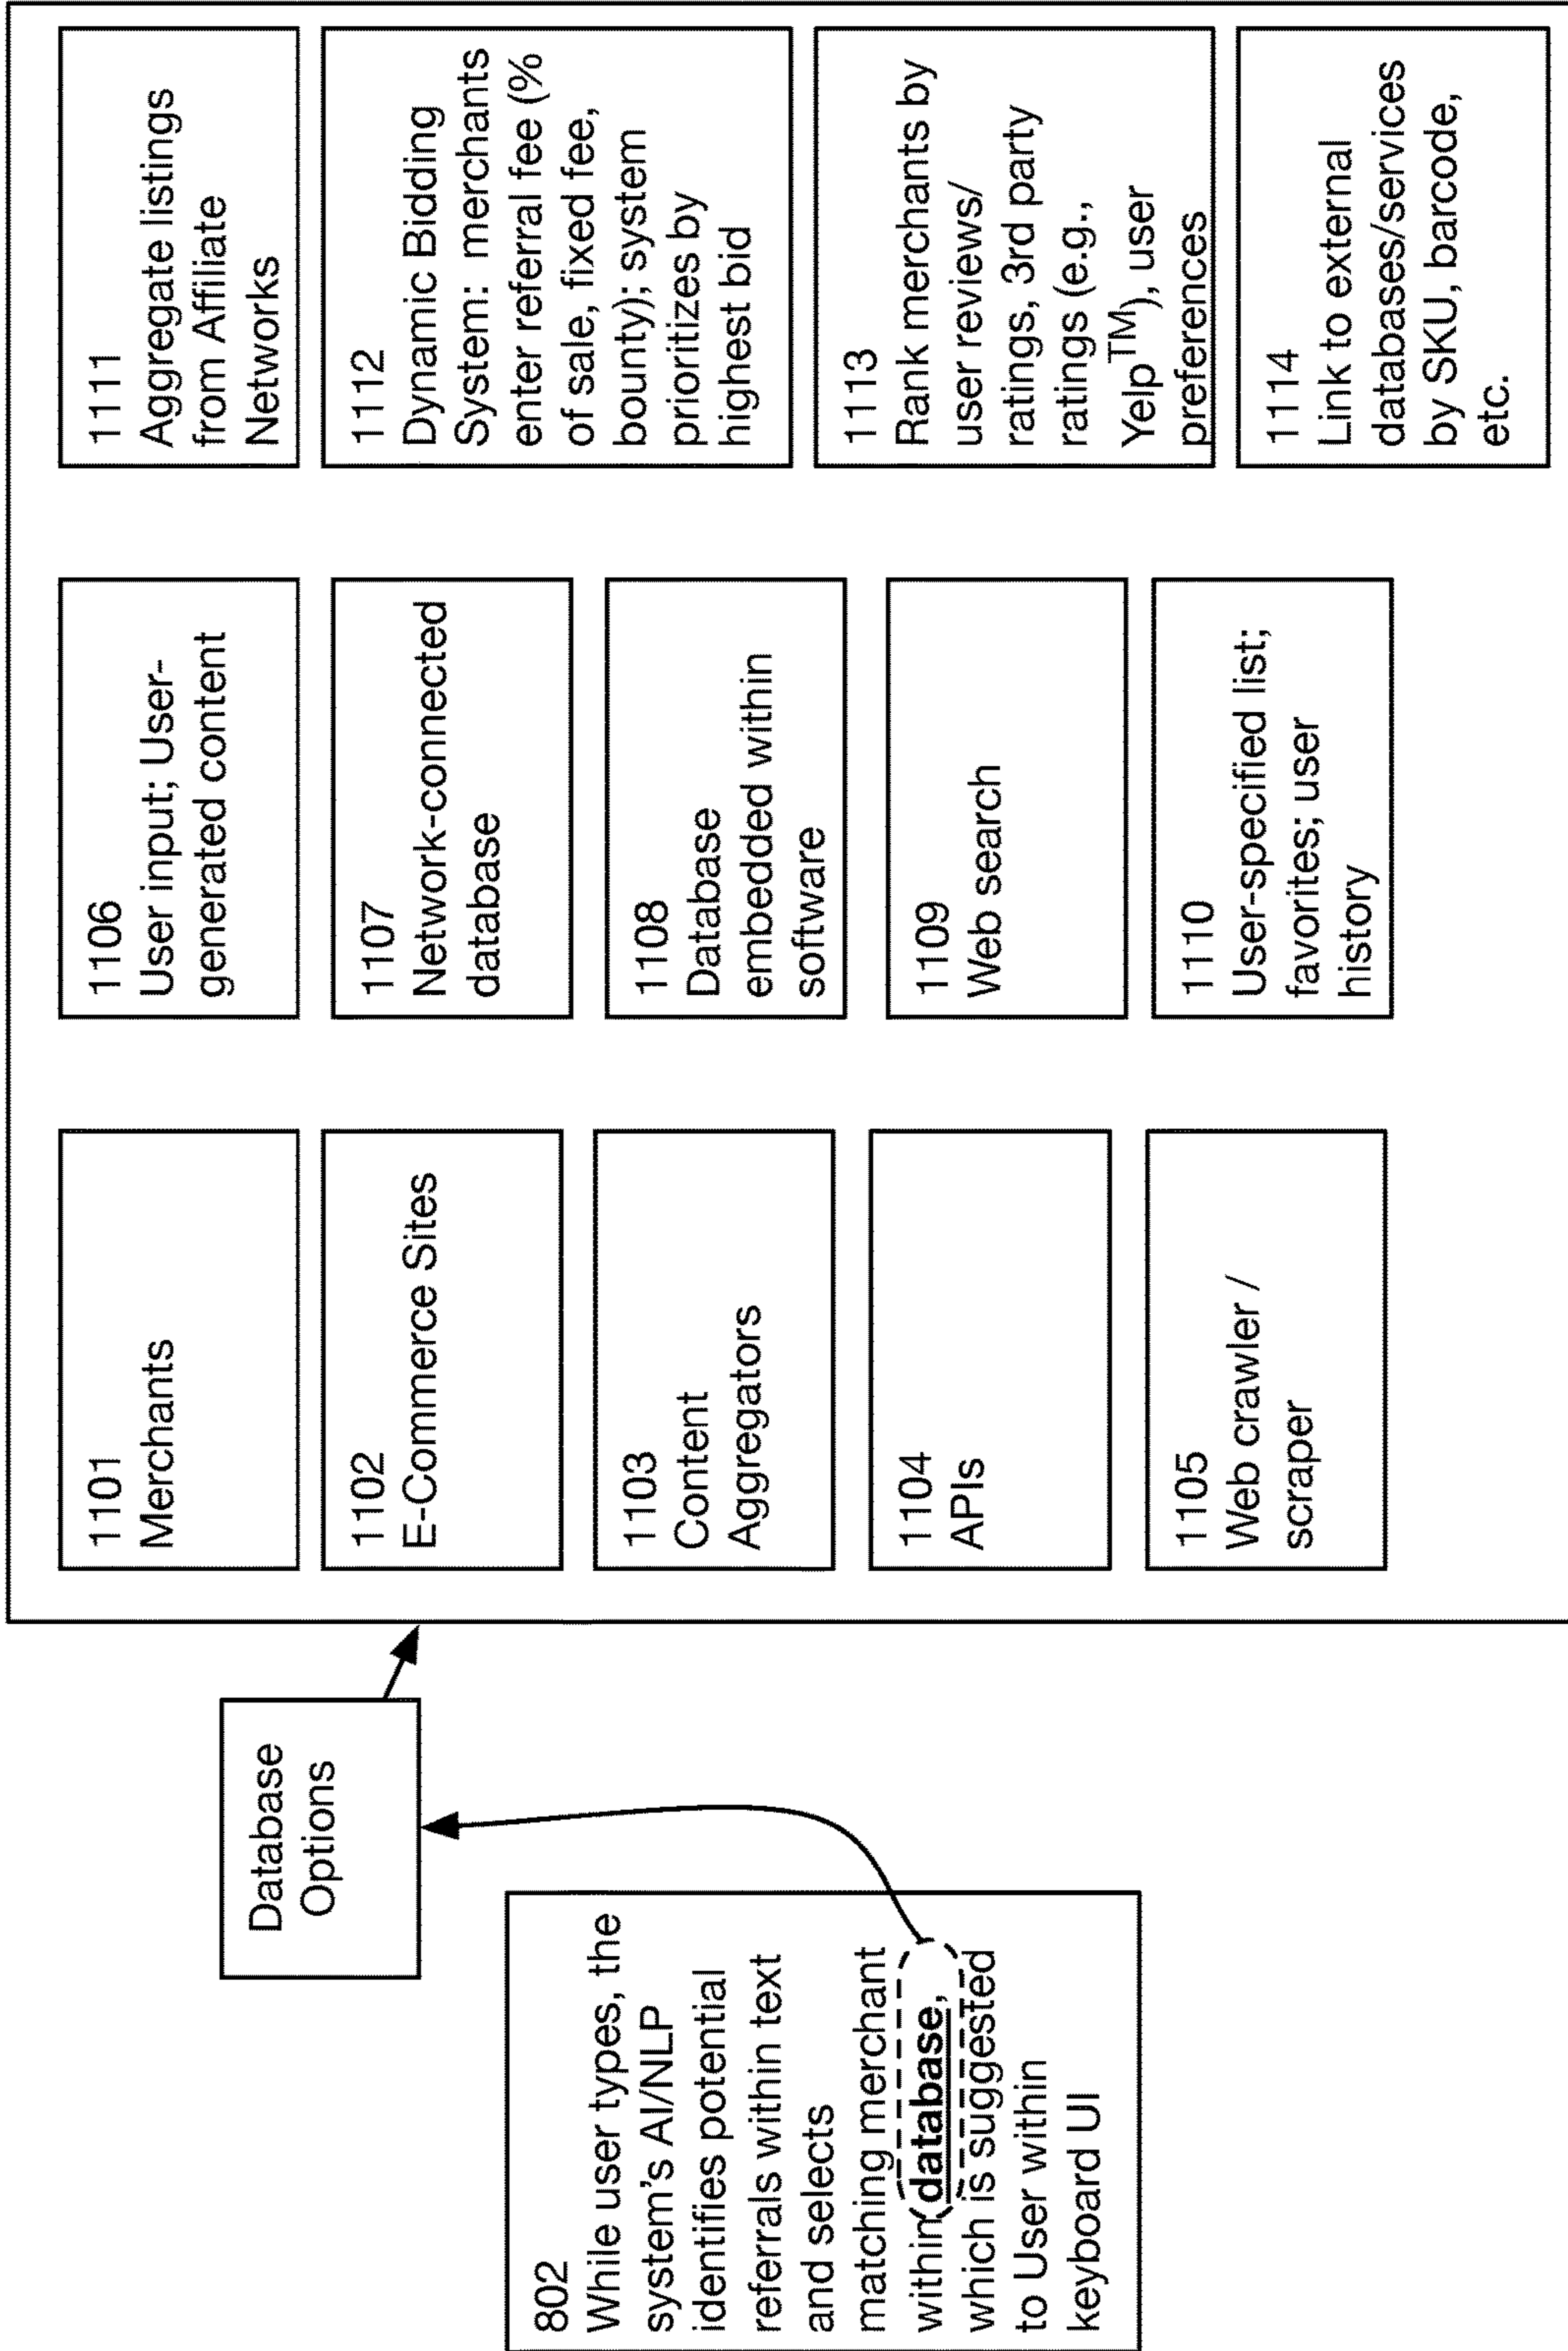 802
While user types, the
system's AI/NLP
identifies potential
referrals within text
and selects
matching merchant
within database,
which is suggested
to User within
keyboard UI
Database
Options
1101
Merchants
1102
E-Commerce Sites
1103
Content
Aggregators
1104
APIs
1105
Web crawler /
scraper
1106
User input; User-
generated content
1107
Network-connected
database
1108
Database
embedded within
software
1109
Web search
1110
User-specified list;
favorites; user
history
1111
Aggregate listings
from Affiliate
Networks
1112
Dynamic Bidding
System: merchants
enter referral fee (%
of sale, fixed fee,
bounty); system
prioritizes by
highest bid
1113
Rank merchants by
user reviews/
ratings, 3rd party
ratings (e.g.,
Yelp™), user
preferences
1114
Link to external
databases/services
by SKU, barcode,
etc.